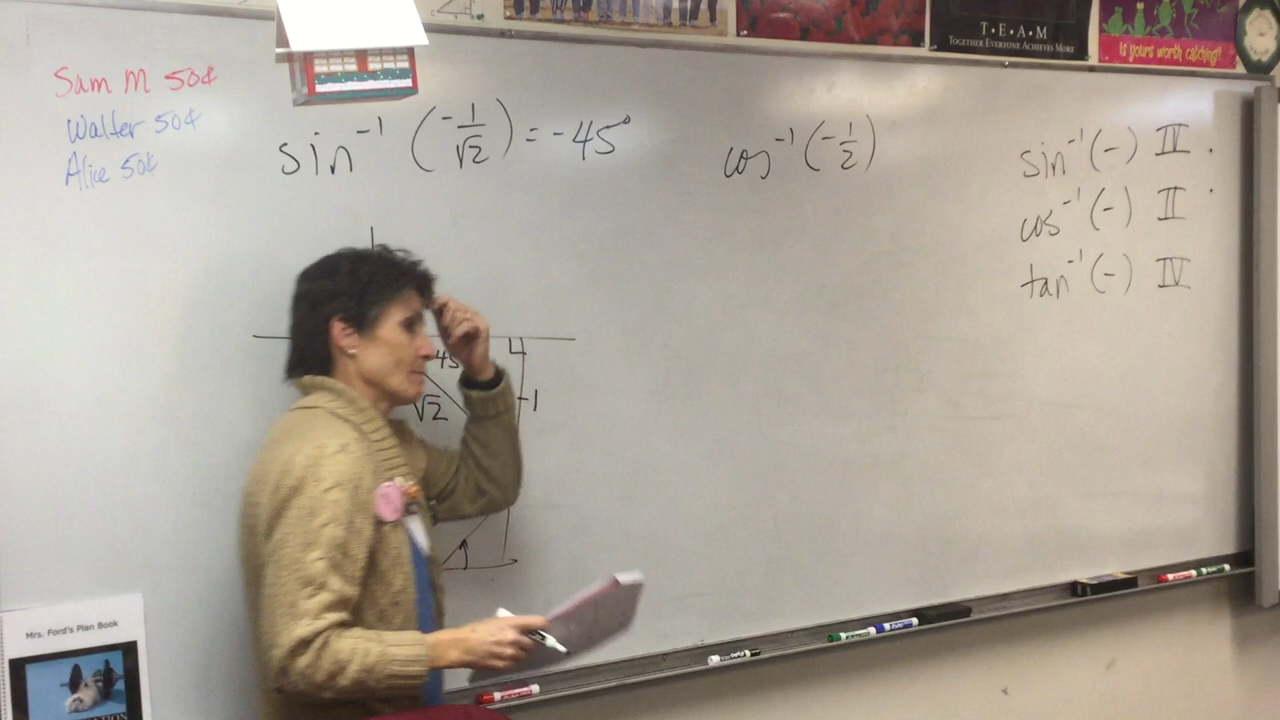 T·E·A·M
TOGETHER EVERYONE ACHIEVES MORE
Is yours worth catching?
Sam M 50¢
Walter 50¢
Alice 50¢
sin⁻¹ (-1/√2) = -45°
cos⁻¹ (-1/2)
sin⁻¹ (-) IV.
cos⁻¹ (-) II
tan⁻¹ (-) IV
45
√2
-1
Mrs. Ford's Plan Book